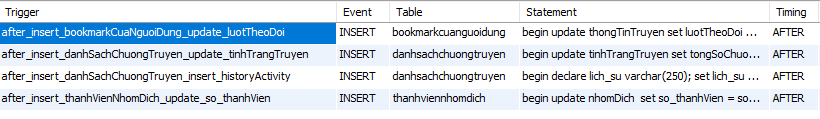 Trigger Event Table Statement Timing
after_insert_bookmarkCuaNguoiDung_update_luotTheoDoi INSERT bookmarkcuanguoidung begin update thongTinTruyen set luotTheoDoi ... AFTER
after_insert_danhSachChuongTruyen_update_tinhTrangTruyen INSERT danhsachchuongtruyen begin update tinhTrangTruyen set tongSoChuo... AFTER
after_insert_danhSachChuongTruyen_insert_historyActivity INSERT danhsachchuongtruyen begin declare lich_su varchar(250); set lich_su ... AFTER
after_insert_thanhVienNhomDich_update_so_thanhVien INSERT thanhviennhomdich begin update nhomDich set so_thanhVien = so... AFTER